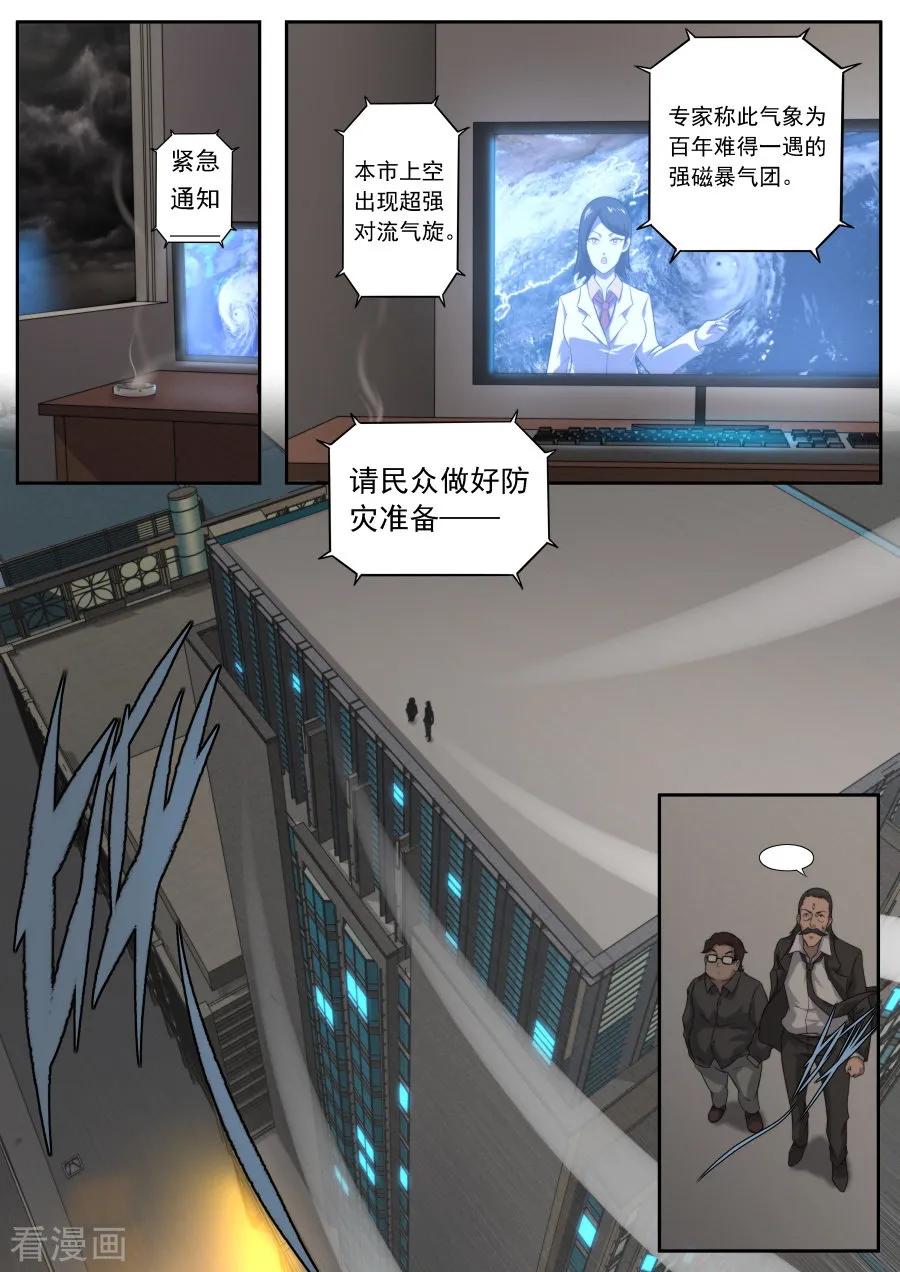 紧急
通知
——
本市上空
出现超强
对流气旋。
专家称此气象为
百年难得一遇的
强磁暴气团。
请民众做好防
灾准备——
看漫画